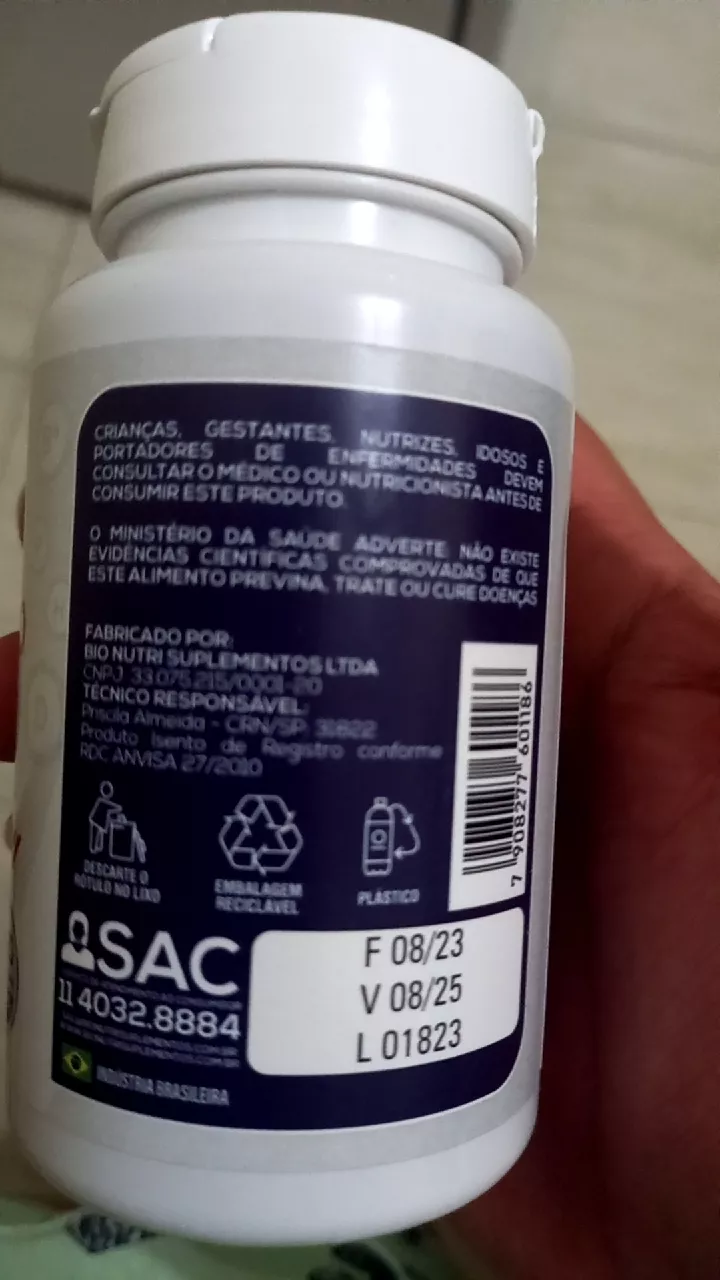 CRIANÇAS, GESTANTES, NUTRIZES, IDOSOS E
PORTADORES DE ENFERMIDADES DEVEM
CONSULTAR O MÉDICO OU NUTRICIONISTA ANTES DE
CONSUMIR ESTE PRODUTO.
O MINISTÉRIO DA SAÚDE ADVERTE: NÃO EXISTE
EVIDÊNCIAS CIENTÍFICAS COMPROVADAS DE QUE
ESTE ALIMENTO PREVINA, TRATE OU CURE DOENÇAS
FABRICADO POR:
BIO NUTRI SUPLEMENTOS LTDA
CNPJ: 33.075.215/0001-20
TÉCNICO RESPONSÁVEL:
Priscila Almeida - CRN/SP: 31822
Produto Isento de Registro conforme
RDC ANVISA 27/2010
DESCARTE O
RÓTULO NO LIXO
EMBALAGEM
RECICLÁVEL
PLÁSTICO
7 908277 601186
SAC
11 4032.8884
F 08/23
V 08/25
L 01823
INDÚSTRIA BRASILEIRA